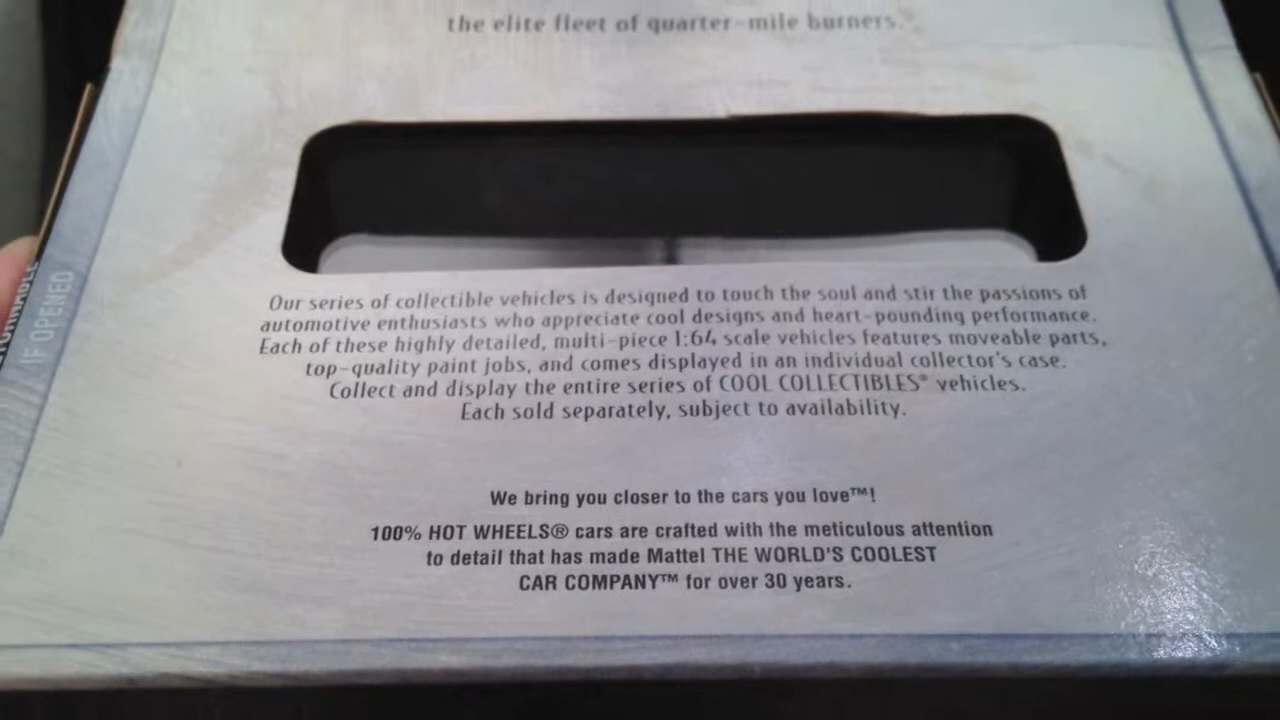 the elite fleet of quarter-mile burners.
Our series of collectible vehicles is designed to touch the soul and stir the passions of
automotive enthusiasts who appreciate cool designs and heart-pounding performance.
Each of these highly detailed, multi-piece 1:64 scale vehicles features moveable parts,
top-quality paint jobs, and comes displayed in an individual collector's case.
Collect and display the entire series of COOL COLLECTIBLES® vehicles.
Each sold separately, subject to availability.
We bring you closer to the cars you love™!
100% HOT WHEELS® cars are crafted with the meticulous attention
to detail that has made Mattel THE WORLD'S COOLEST
CAR COMPANY™ for over 30 years.
IF OPENED